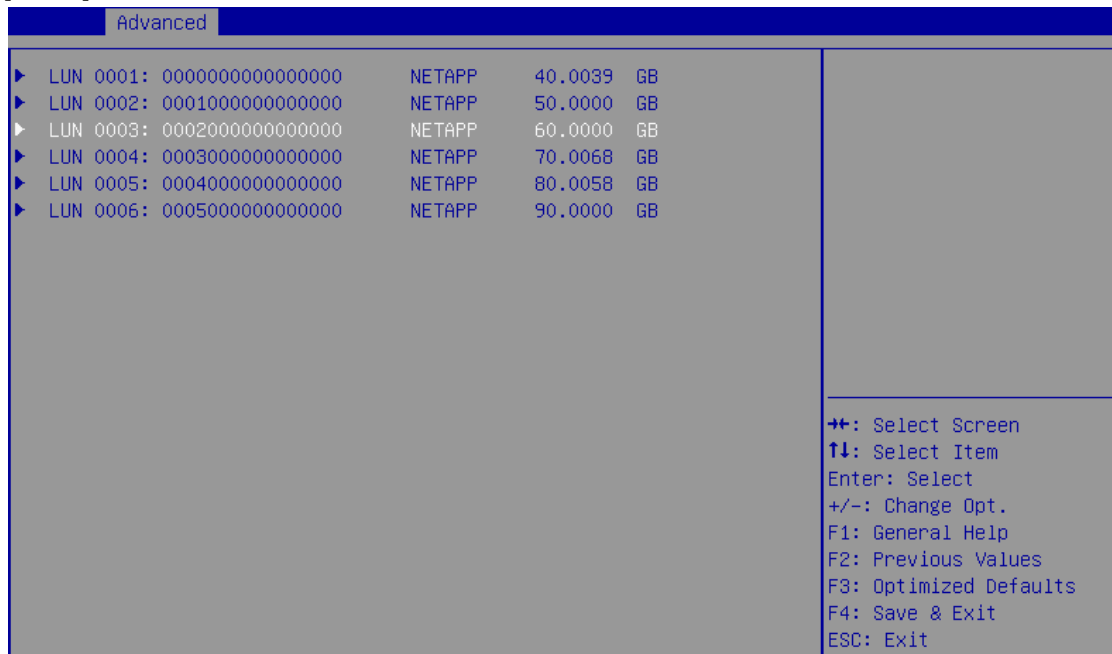 Advanced
LUN 0001: 0000000000000000 NETAPP 40.0039 GB
LUN 0002: 0001000000000000 NETAPP 50.0000 GB
LUN 0003: 0002000000000000 NETAPP 60.0000 GB
LUN 0004: 0003000000000000 NETAPP 70.0068 GB
LUN 0005: 0004000000000000 NETAPP 80.0058 GB
LUN 0006: 0005000000000000 NETAPP 90.0000 GB
→←: Select Screen
↑↓: Select Item
Enter: Select
+/-: Change Opt.
F1: General Help
F2: Previous Values
F3: Optimized Defaults
F4: Save & Exit
ESC: Exit